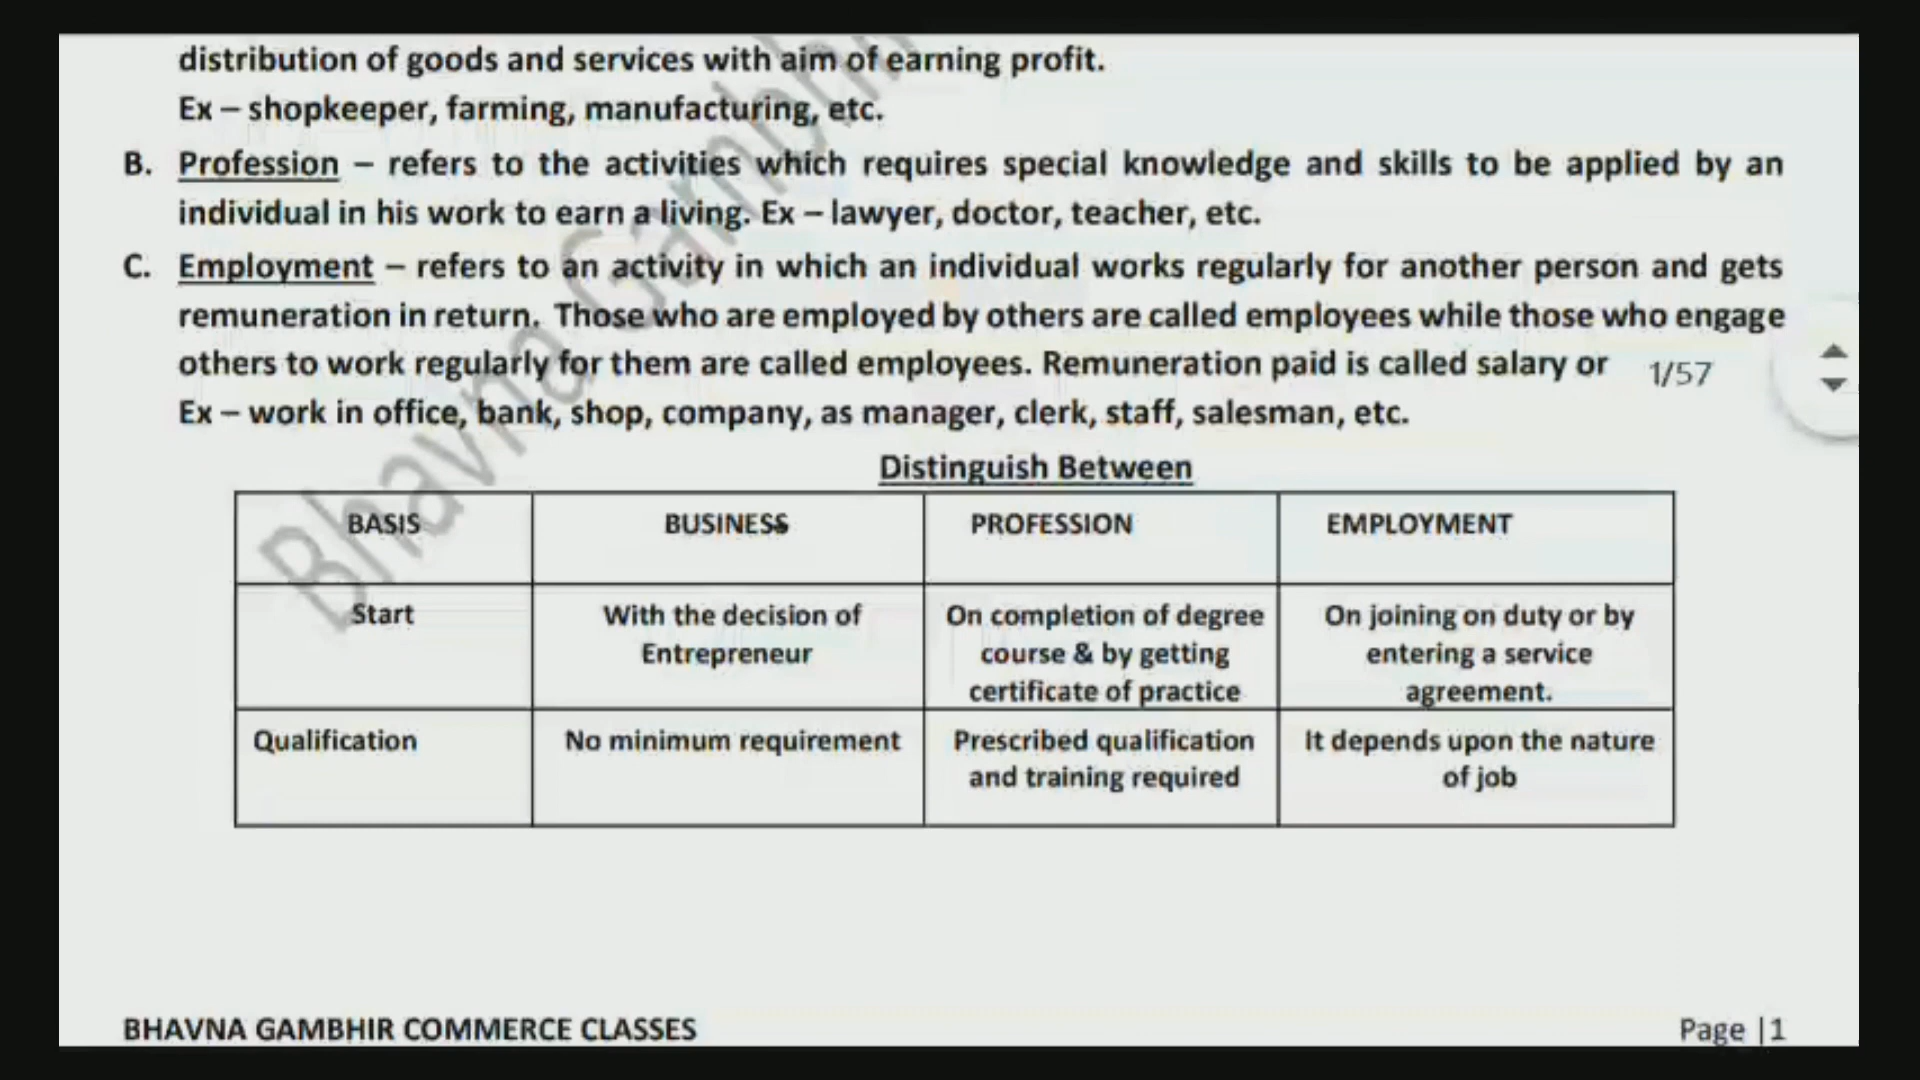 distribution of goods and services with aim of earning profit.
Ex – shopkeeper, farming, manufacturing, etc.
B. Profession – refers to the activities which requires special knowledge and skills to be applied by an
individual in his work to earn a living. Ex – lawyer, doctor, teacher, etc.
C. Employment – refers to an activity in which an individual works regularly for another person and gets
remuneration in return. Those who are employed by others are called employees while those who engage
others to work regularly for them are called employees. Remuneration paid is called salary or
1/57
Ex – work in office, bank, shop, company, as manager, clerk, staff, salesman, etc.
Distinguish Between
BASIS BUSINESS PROFESSION EMPLOYMENT
Start With the decision of On completion of degree On joining on duty or by
Entrepreneur course & by getting entering a service
certificate of practice agreement.
Qualification No minimum requirement Prescribed qualification It depends upon the nature
and training required of job
Bhavna Gambhir
BHAVNA GAMBHIR COMMERCE CLASSES Page |1